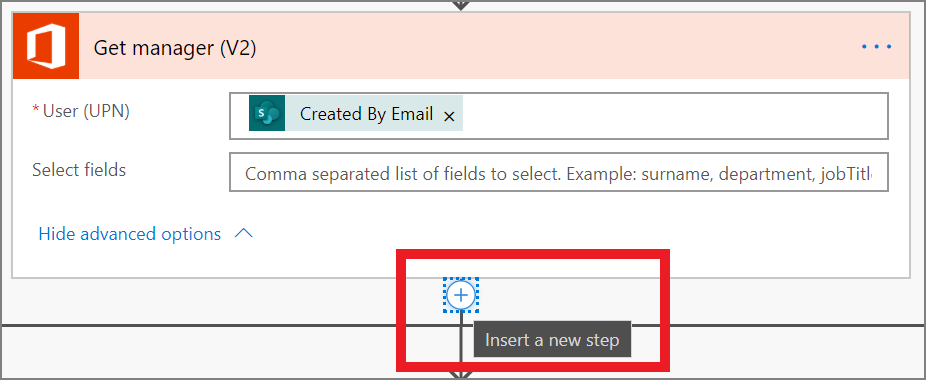 Get manager (V2)
* User (UPN)
Created By Email ×
Select fields
Comma separated list of fields to select. Example: surname, department, jobTitle
Hide advanced options
Insert a new step